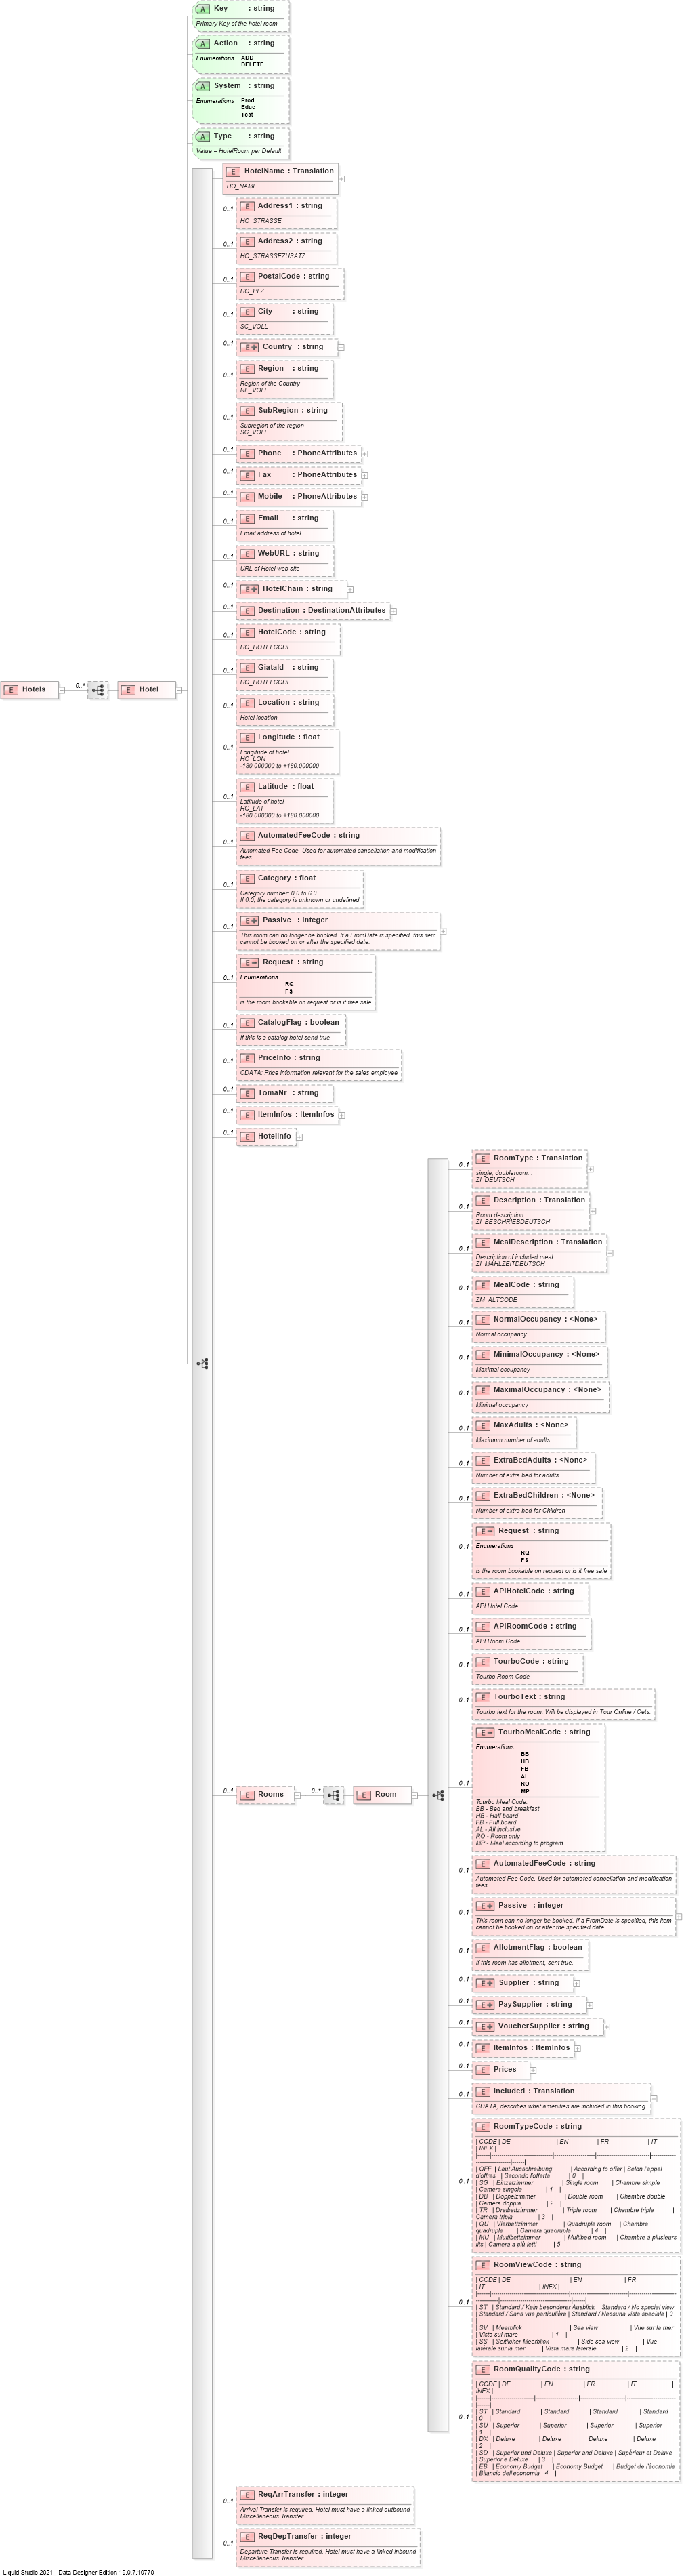 A Key : string
Primary Key of the hotel room
A Action : string
Enumerations ADD
DELETE
A System : string
Enumerations Prod
Educ
Test
A Type : string
Value = HotelRoom per Default
E HotelName : Translation
HO_NAME
0..1 E Address1 : string
HO_STRASSE
0..1 E Address2 : string
HO_STRASSEZUSATZ
0..1 E PostalCode : string
HO_PLZ
0..1 E City : string
SC_VOLL
0..1 E Country : string
0..1 E Region : string
Region of the Country
RE_VOLL
0..1 E SubRegion : string
Subregion of the region
SC_VOLL
0..1 E Phone : PhoneAttributes
0..1 E Fax : PhoneAttributes
0..1 E Mobile : PhoneAttributes
0..1 E Email : string
Email address of hotel
0..1 E WebURL : string
URL of Hotel web site
0..1 E HotelChain : string
0..1 E Destination : DestinationAttributes
0..1 E HotelCode : string
HO_HOTELCODE
0..1 E GiataId : string
HO_HOTELCODE
E Hotels 0..* E Hotel
0..1 E Location : string
Hotel location
0..1 E Longitude : float
Longitude of hotel
HO_LON
-180.000000 to +180.000000
0..1 E Latitude : float
Latitude of hotel
HO_LAT
-180.000000 to +180.000000
0..1 E AutomatedFeeCode : string
Automated Fee Code. Used for automated cancellation and modification
fees.
0..1 E Category : float
Category number: 0.0 to 6.0
If 0.0, the category is unknown or undefined
0..1 E Passive : integer
This room can no longer be booked. If a FromDate is specified, this item
cannot be booked on or after the specified date.
0..1 E Request : string
Enumerations
RQ
FS
is the room bookable on request or is it free sale
0..1 E CatalogFlag : boolean
If this is a catalog hotel send true
0..1 E PriceInfo : string
CDATA: Price information relevant for the sales employee
0..1 E TomaNr : string
0..1 E ItemInfos : ItemInfos
0..1 E HotelInfo
0..1 E RoomType : Translation
single, doubleroom...
ZI_DEUTSCH
0..1 E Description : Translation
Room description
ZI_BESCHRIEBDEUTSCH
0..1 E MealDescription : Translation
Description of included meal
ZI_MAHLZEITDEUTSCH
0..1 E MealCode : string
ZM_ALTCODE
0..1 E NormalOccupancy : <None>
Normal occupancy
0..1 E MinimalOccupancy : <None>
Maximal occupancy
0..1 E MaximalOccupancy : <None>
Minimal occupancy
0..1 E MaxAdults : <None>
Maximum number of adults
0..1 E ExtraBedAdults : <None>
Number of extra bed for adults
0..1 E ExtraBedChildren : <None>
Number of extra bed for Children
0..1 E Request : string
Enumerations
RQ
FS
is the room bookable on request or is it free sale
0..1 E APIHotelCode : string
API Hotel Code
0..1 E APIRoomCode : string
API Room Code
0..1 E TourboCode : string
Tourbo Room Code
0..1 E TourboText : string
Tourbo text for the room. Will be displayed in Tour Online / Cets.
0..1 E TourboMealCode : string
Enumerations
BB
HB
FB
AL
RO
MP
Tourbo Meal Code:
BB - Bed and breakfast
HB - Half board
FB - Full board
AL - All inclusive
RO - Room only
MP - Meal according to program
0..1 E Rooms 0..* E Room
0..1 E AutomatedFeeCode : string
Automated Fee Code. Used for automated cancellation and modification
fees.
0..1 E Passive : integer
This room can no longer be booked. If a FromDate is specified, this item
cannot be booked on or after the specified date.
0..1 E AllotmentFlag : boolean
If this room has allotment, sent true.
0..1 E Supplier : string
0..1 E PaySupplier : string
0..1 E VoucherSupplier : string
0..1 E ItemInfos : ItemInfos
0..1 E Prices
0..1 E Included : Translation
CDATA, describes what amenities are included in this booking
0..1 E RoomTypeCode : string
| CODE | DE | EN | FR | IT
| INFX |
| OFF | Laut Ausschreibung | According to offer | Selon l'appel
d'offres | Secondo l'offerta | 0 |
| SG | Einzelzimmer | Single room | Chambre simple
| Camera singola | 1 |
| DB | Doppelzimmer | Double room | Chambre double
| Camera doppia | 2 |
| TR | Dreibettzimmer | Triple room | Chambre triple |
Camera tripla | 3 |
| QU | Vierbettzimmer | Quadruple room | Chambre
quadruple | Camera quadrupla | 4 |
| MU | Multibettzimmer | Multibed room | Chambre à plusieurs
lits | Camera a più letti | 5 |
0..1 E RoomViewCode : string
| CODE | DE | EN | FR
| IT | INFX |
| ST | Standard / Kein besonderer Ausblick | Standard / No special view
| Standard / Sans vue particulière | Standard / Nessuna vista speciale | 0
|
| SV | Meerblick | Sea view | Vue sur la mer
| Vista sul mare | 1 |
| SS | Seitlicher Meerblick | Side sea view | Vue
latérale sur la mer | Vista mare laterale | 2 |
0..1 E RoomQualityCode : string
| CODE | DE | EN | FR | IT |
INFX |
| ST | Standard | Standard | Standard | Standard
| 0 |
| SU | Superior | Superior | Superior | Superior
| 1 |
| DX | Deluxe | Deluxe | Deluxe | Deluxe
| 2 |
| SD | Superior und Deluxe | Superior and Deluxe | Supérieur et Deluxe
| Superior e Deluxe | 3 |
| EB | Economy Budget | Economy Budget | Budget de l'économie
| Bilancio dell'economia | 4 |
0..1 E ReqArrTransfer : integer
Arrival Transfer is required. Hotel must have a linked outbound
Miscellaneous Transfer
0..1 E ReqDepTransfer : integer
Departure Transfer is required. Hotel must have a linked inbound
Miscellaneous Transfer
Liquid Studio 2021 - Data Designer Edition 19.0.7.10770